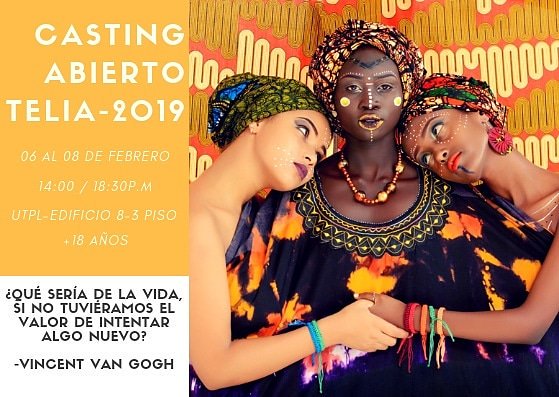 CASTING
ABIERTO
TELIA-2019
06 AL 08 DE FEBRERO
14:00 / 18:30P.M
UTPL-EDIFICIO 8-3 PISO
+18 AÑOS
¿QUÉ SERÍA DE LA VIDA,
SI NO TUVIÉRAMOS EL
VALOR DE INTENTAR
ALGO NUEVO?
-VINCENT VAN GOGH